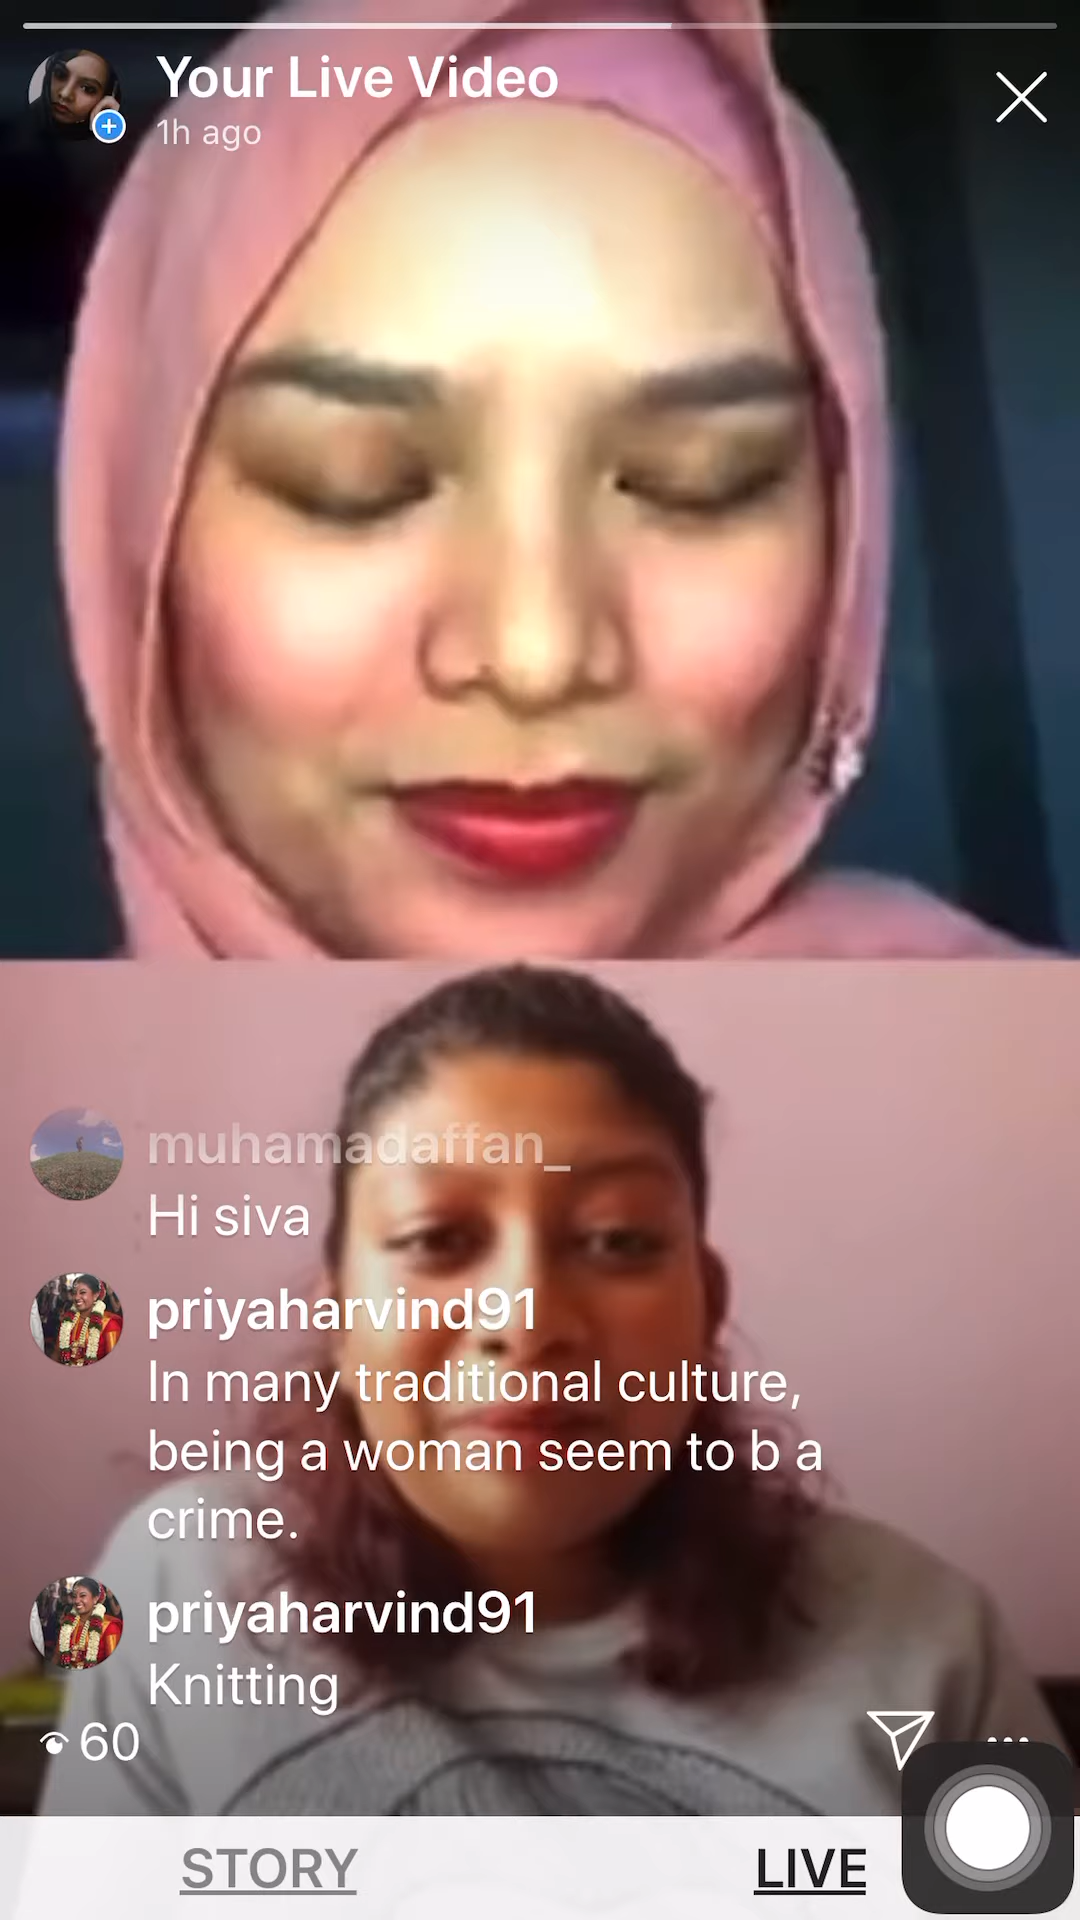 Your Live Video
1h ago
muhamadaffan_
Hi siva
priyaharvind91
In many traditional culture,
being a woman seem to b a
crime.
priyaharvind91
Knitting
60
STORY
LIVE